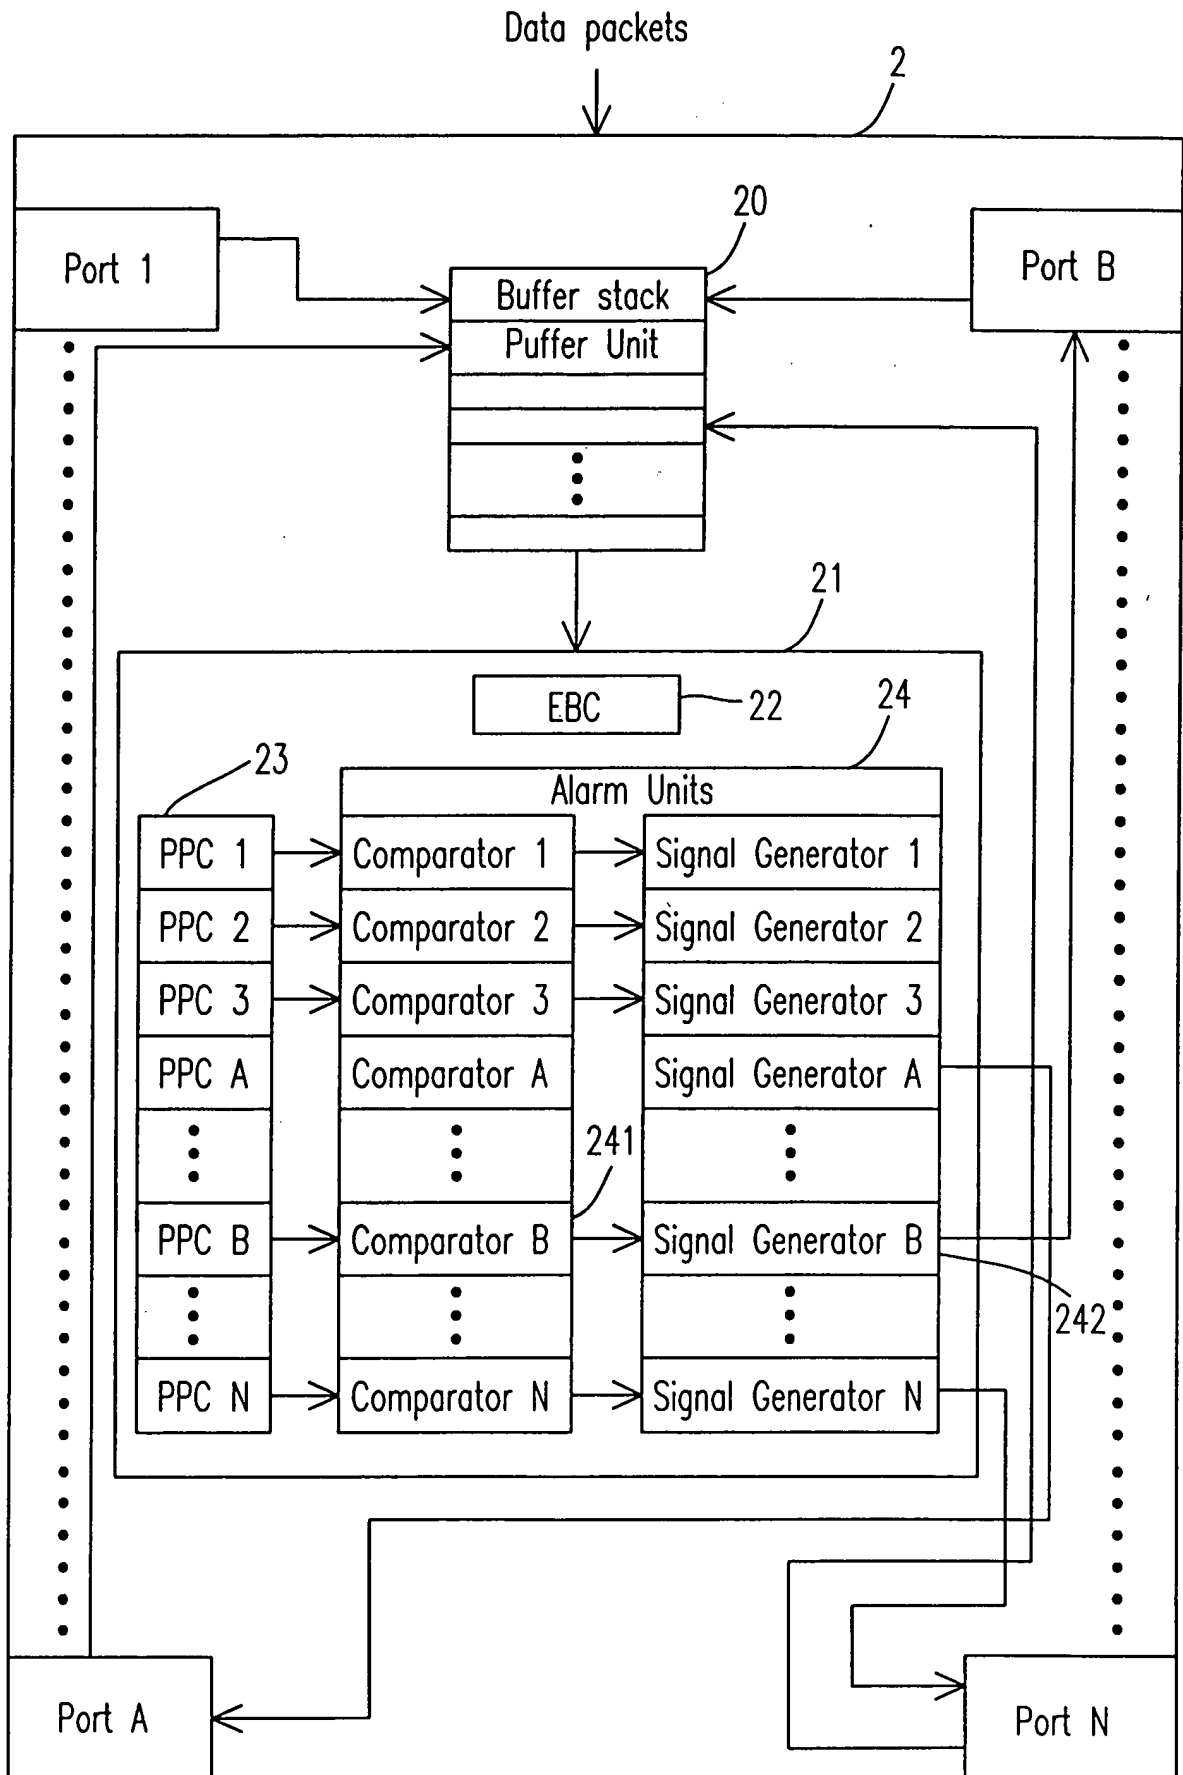 Data packets
2
Port 1
20
Port B
Buffer stack
Puffer Unit
21
EBC
22
24
23
Alarm Units
PPC 1 Comparator 1 Signal Generator 1
PPC 2 Comparator 2 Signal Generator 2
PPC 3 Comparator 3 Signal Generator 3
PPC A Comparator A Signal Generator A
241
PPC B Comparator B Signal Generator B
242
PPC N Comparator N Signal Generator N
Port A
Port N